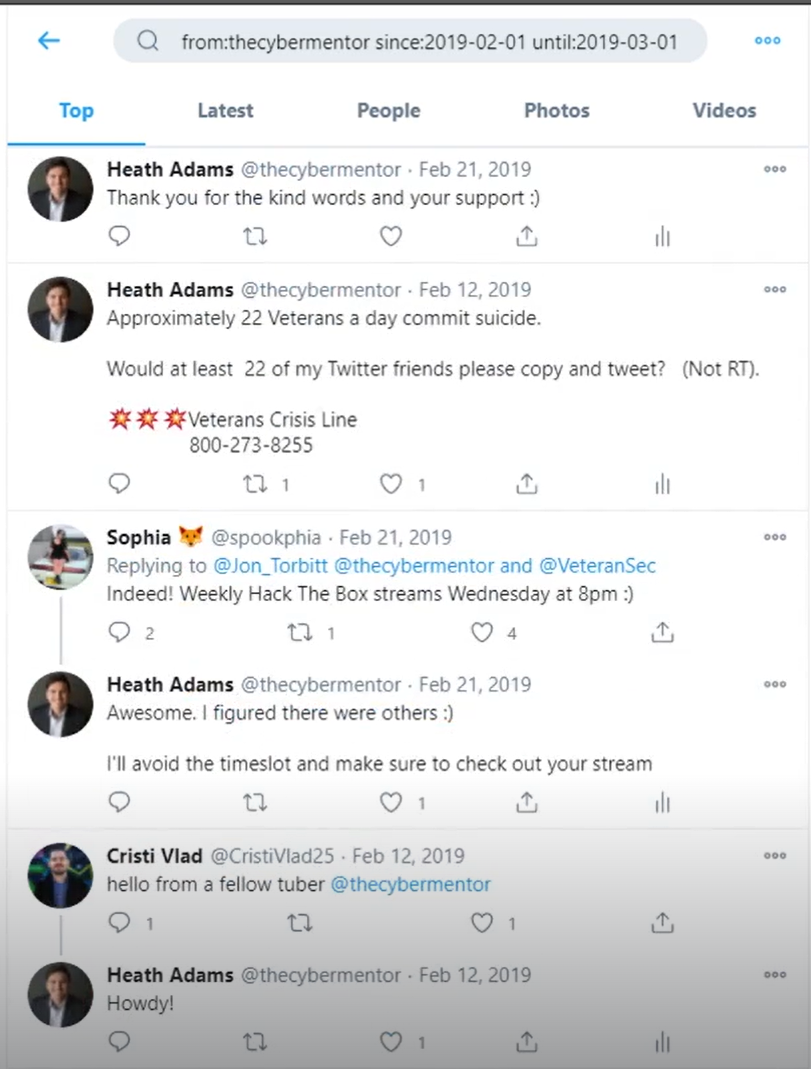 from:thecybermentor since:2019-02-01 until:2019-03-01
Top Latest People Photos Videos
Heath Adams @thecybermentor · Feb 21, 2019
Thank you for the kind words and your support :)
Heath Adams @thecybermentor · Feb 12, 2019
Approximately 22 Veterans a day commit suicide.
Would at least 22 of my Twitter friends please copy and tweet? (Not RT).
💥💥💥Veterans Crisis Line
800-273-8255
1 1
Sophia 🦊 @spookphia · Feb 21, 2019
Replying to @Jon_Torbitt @thecybermentor and @VeteranSec
Indeed! Weekly Hack The Box streams Wednesday at 8pm :)
2 1 4
Heath Adams @thecybermentor · Feb 21, 2019
Awesome. I figured there were others :)
I'll avoid the timeslot and make sure to check out your stream
1
Cristi Vlad @CristiVlad25 · Feb 12, 2019
hello from a fellow tuber @thecybermentor
1 1
Heath Adams @thecybermentor · Feb 12, 2019
Howdy!
1